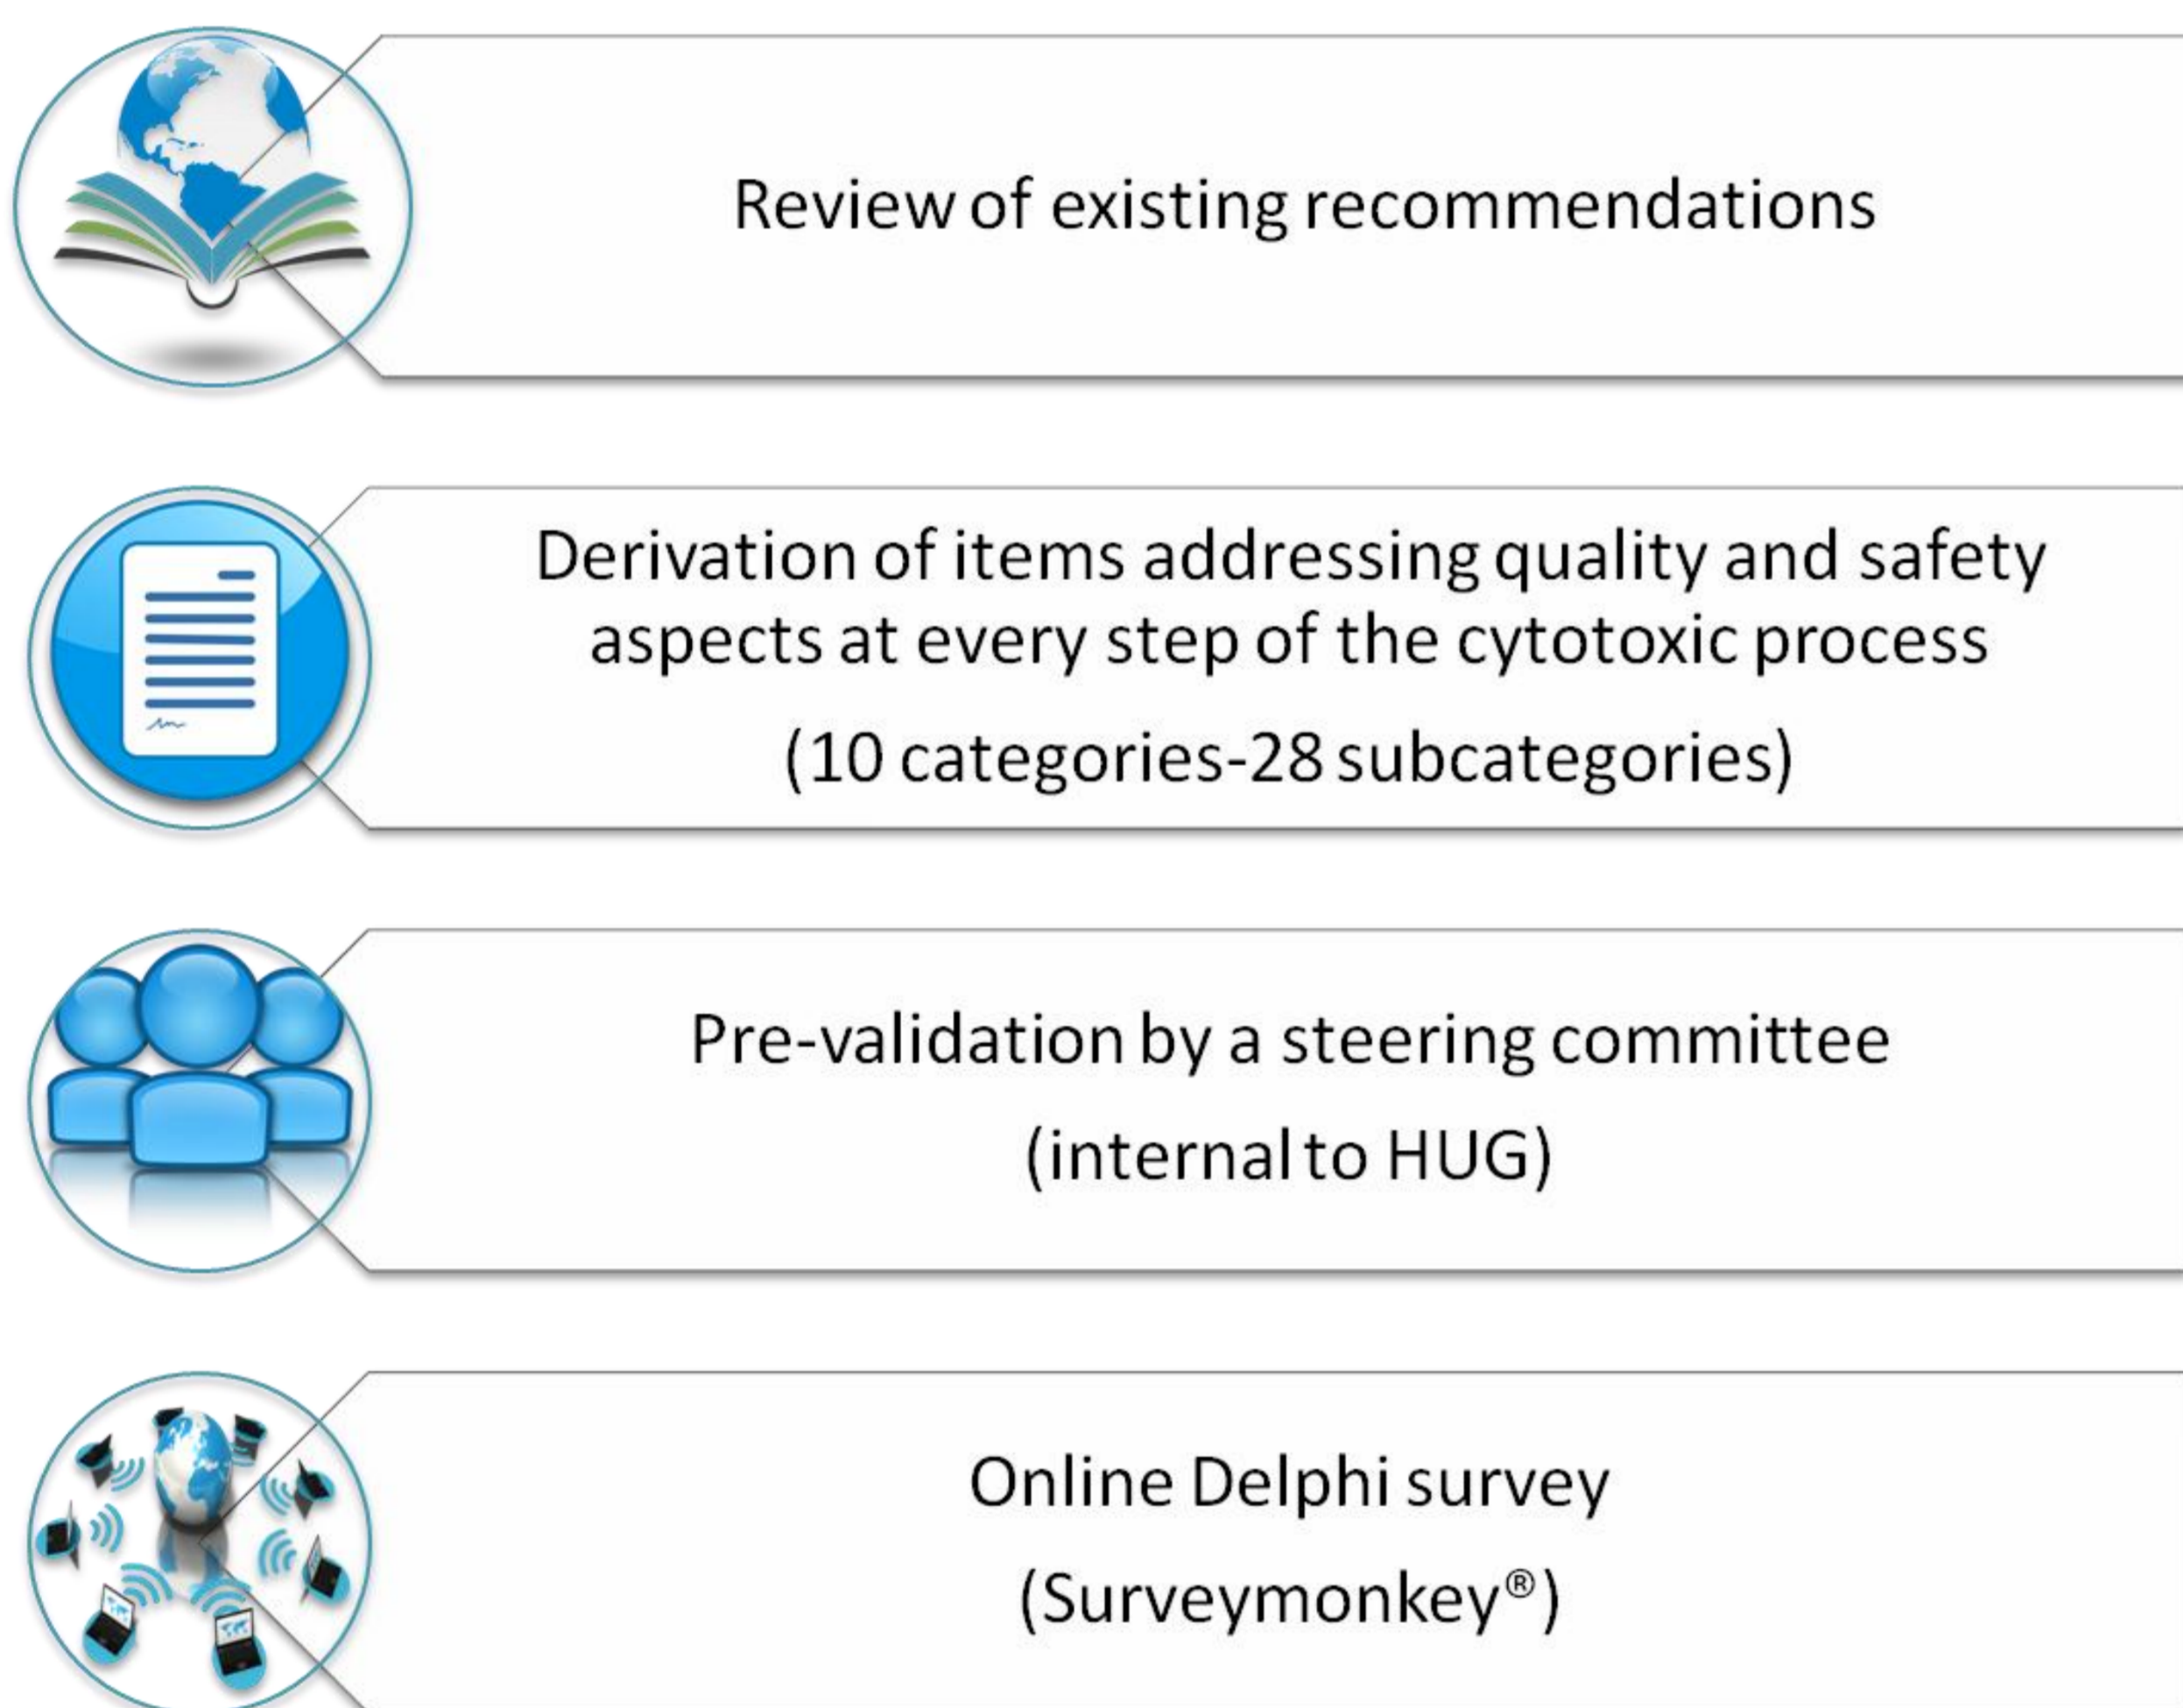 Review of existing recommendations
Derivation of items addressing quality and safety
aspects at every step of the cytotoxic process
(10 categories-28 subcategories)
Pre-validation by a steering committee
(internal to HUG)
Online Delphi survey
(Surveymonkey®)